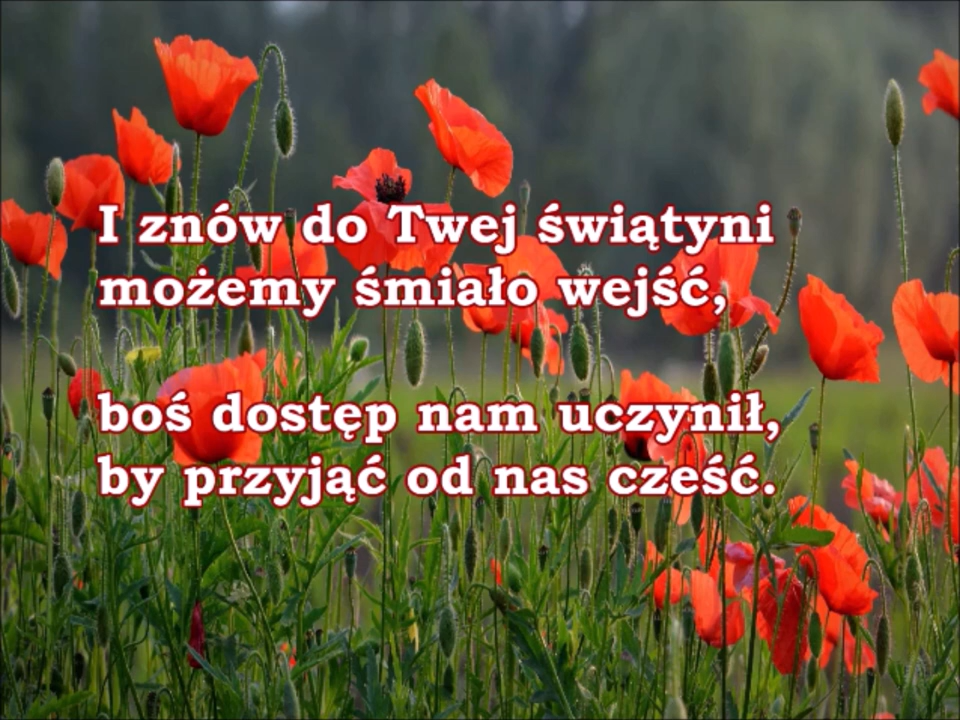 I znów do Twej świątyni
możemy śmiało wejść,
boś dostęp nam uczynił,
by przyjąć od nas cześć.